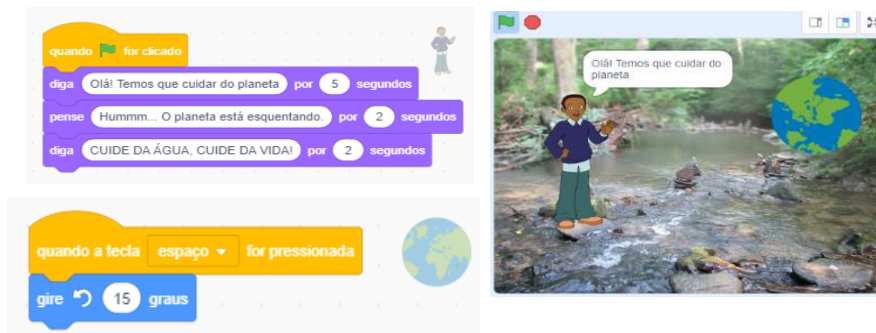 quando for clicado
diga Olá! Temos que cuidar do planeta por 5 segundos
pense Hummm... O planeta está esquentando. por 2 segundos
diga CUIDE DA ÁGUA, CUIDE DA VIDA! por 2 segundos
quando a tecla espaço for pressionada
gire 15 graus
Olá! Temos que cuidar do
planeta